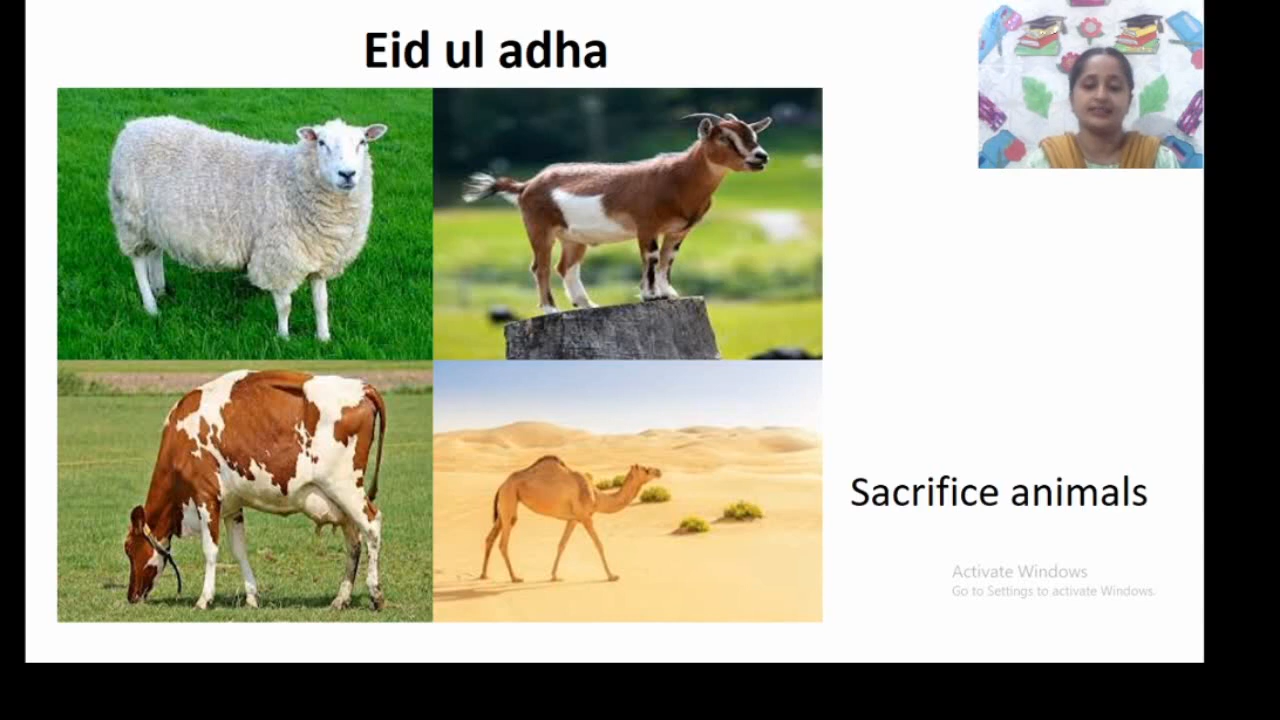 Eid ul adha
Sacrifice animals
Activate Windows
Go to Settings to activate Windows.